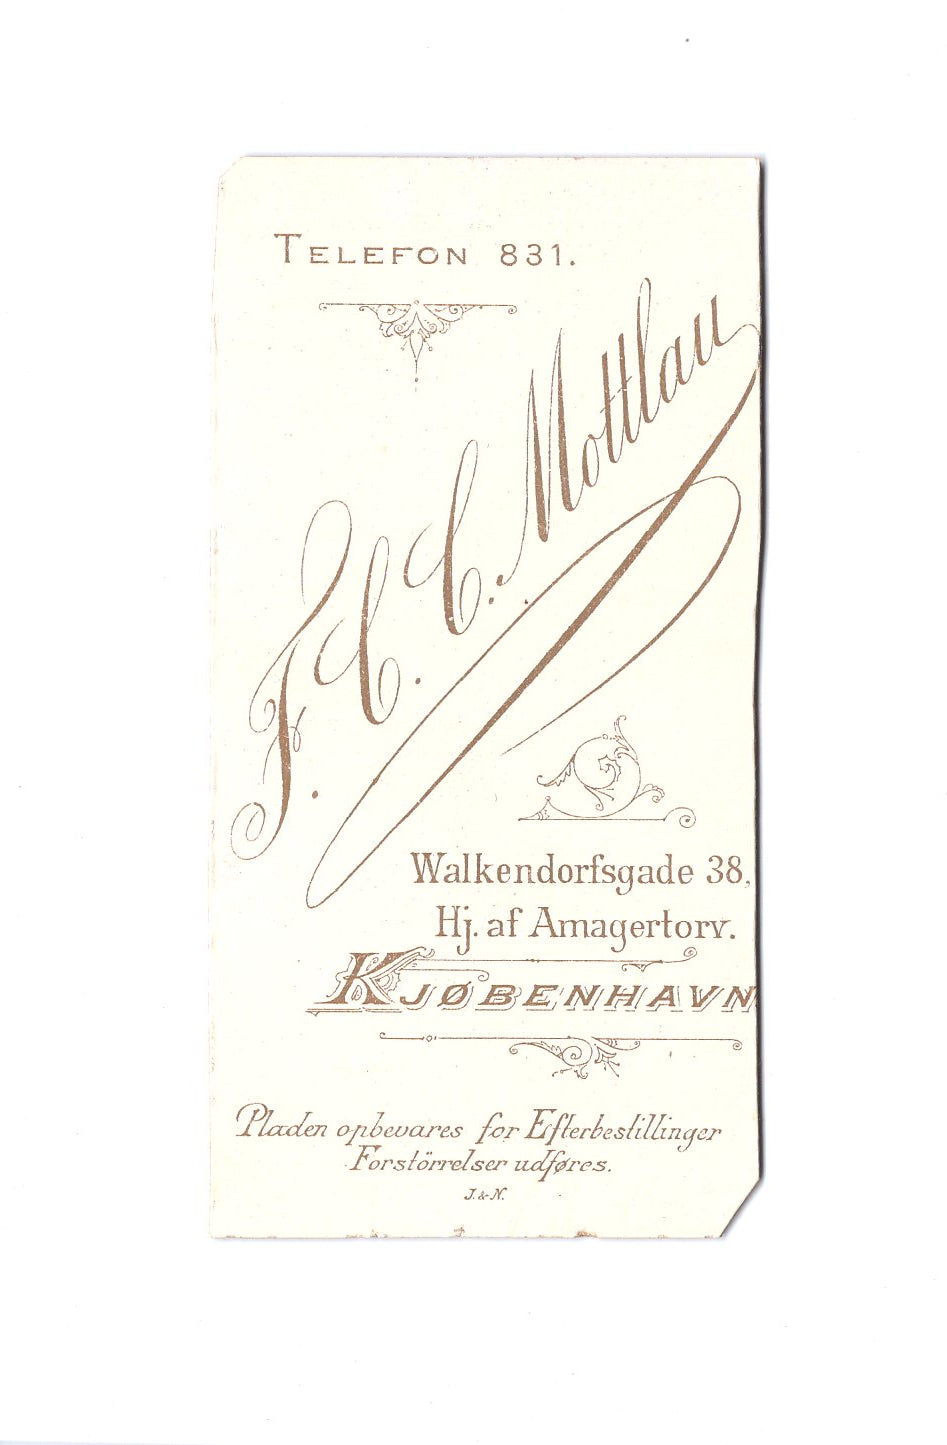 TELEFON 831.
F. C. C. Mottlau
Walkendorfsgade 38,
Hj. af Amagertorv.
KJØBENHAVN
Pladen opbevares for Efterbestillinger
Forstörrelser udføres.
J. & N.